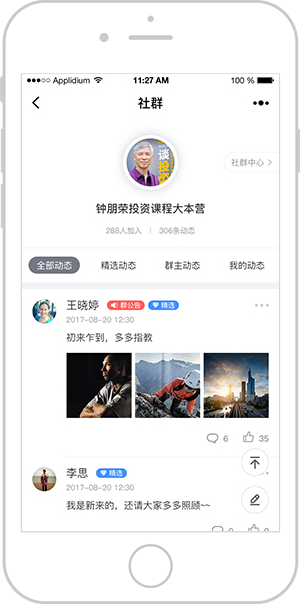 ●●●○○ Applidium 11:27 AM 100 %
社群
谈投资
社群中心 >
钟朋荣投资课程大本营
288人加入 | 306条动态
全部动态 精选动态 群主动态 我的动态
王晓婷 群公告 精选
2017-08-20 12:30
初来乍到，多多指教
6 35
李思 精选
2017-08-20 12:30
我是新来的，还请大家多多照顾~~